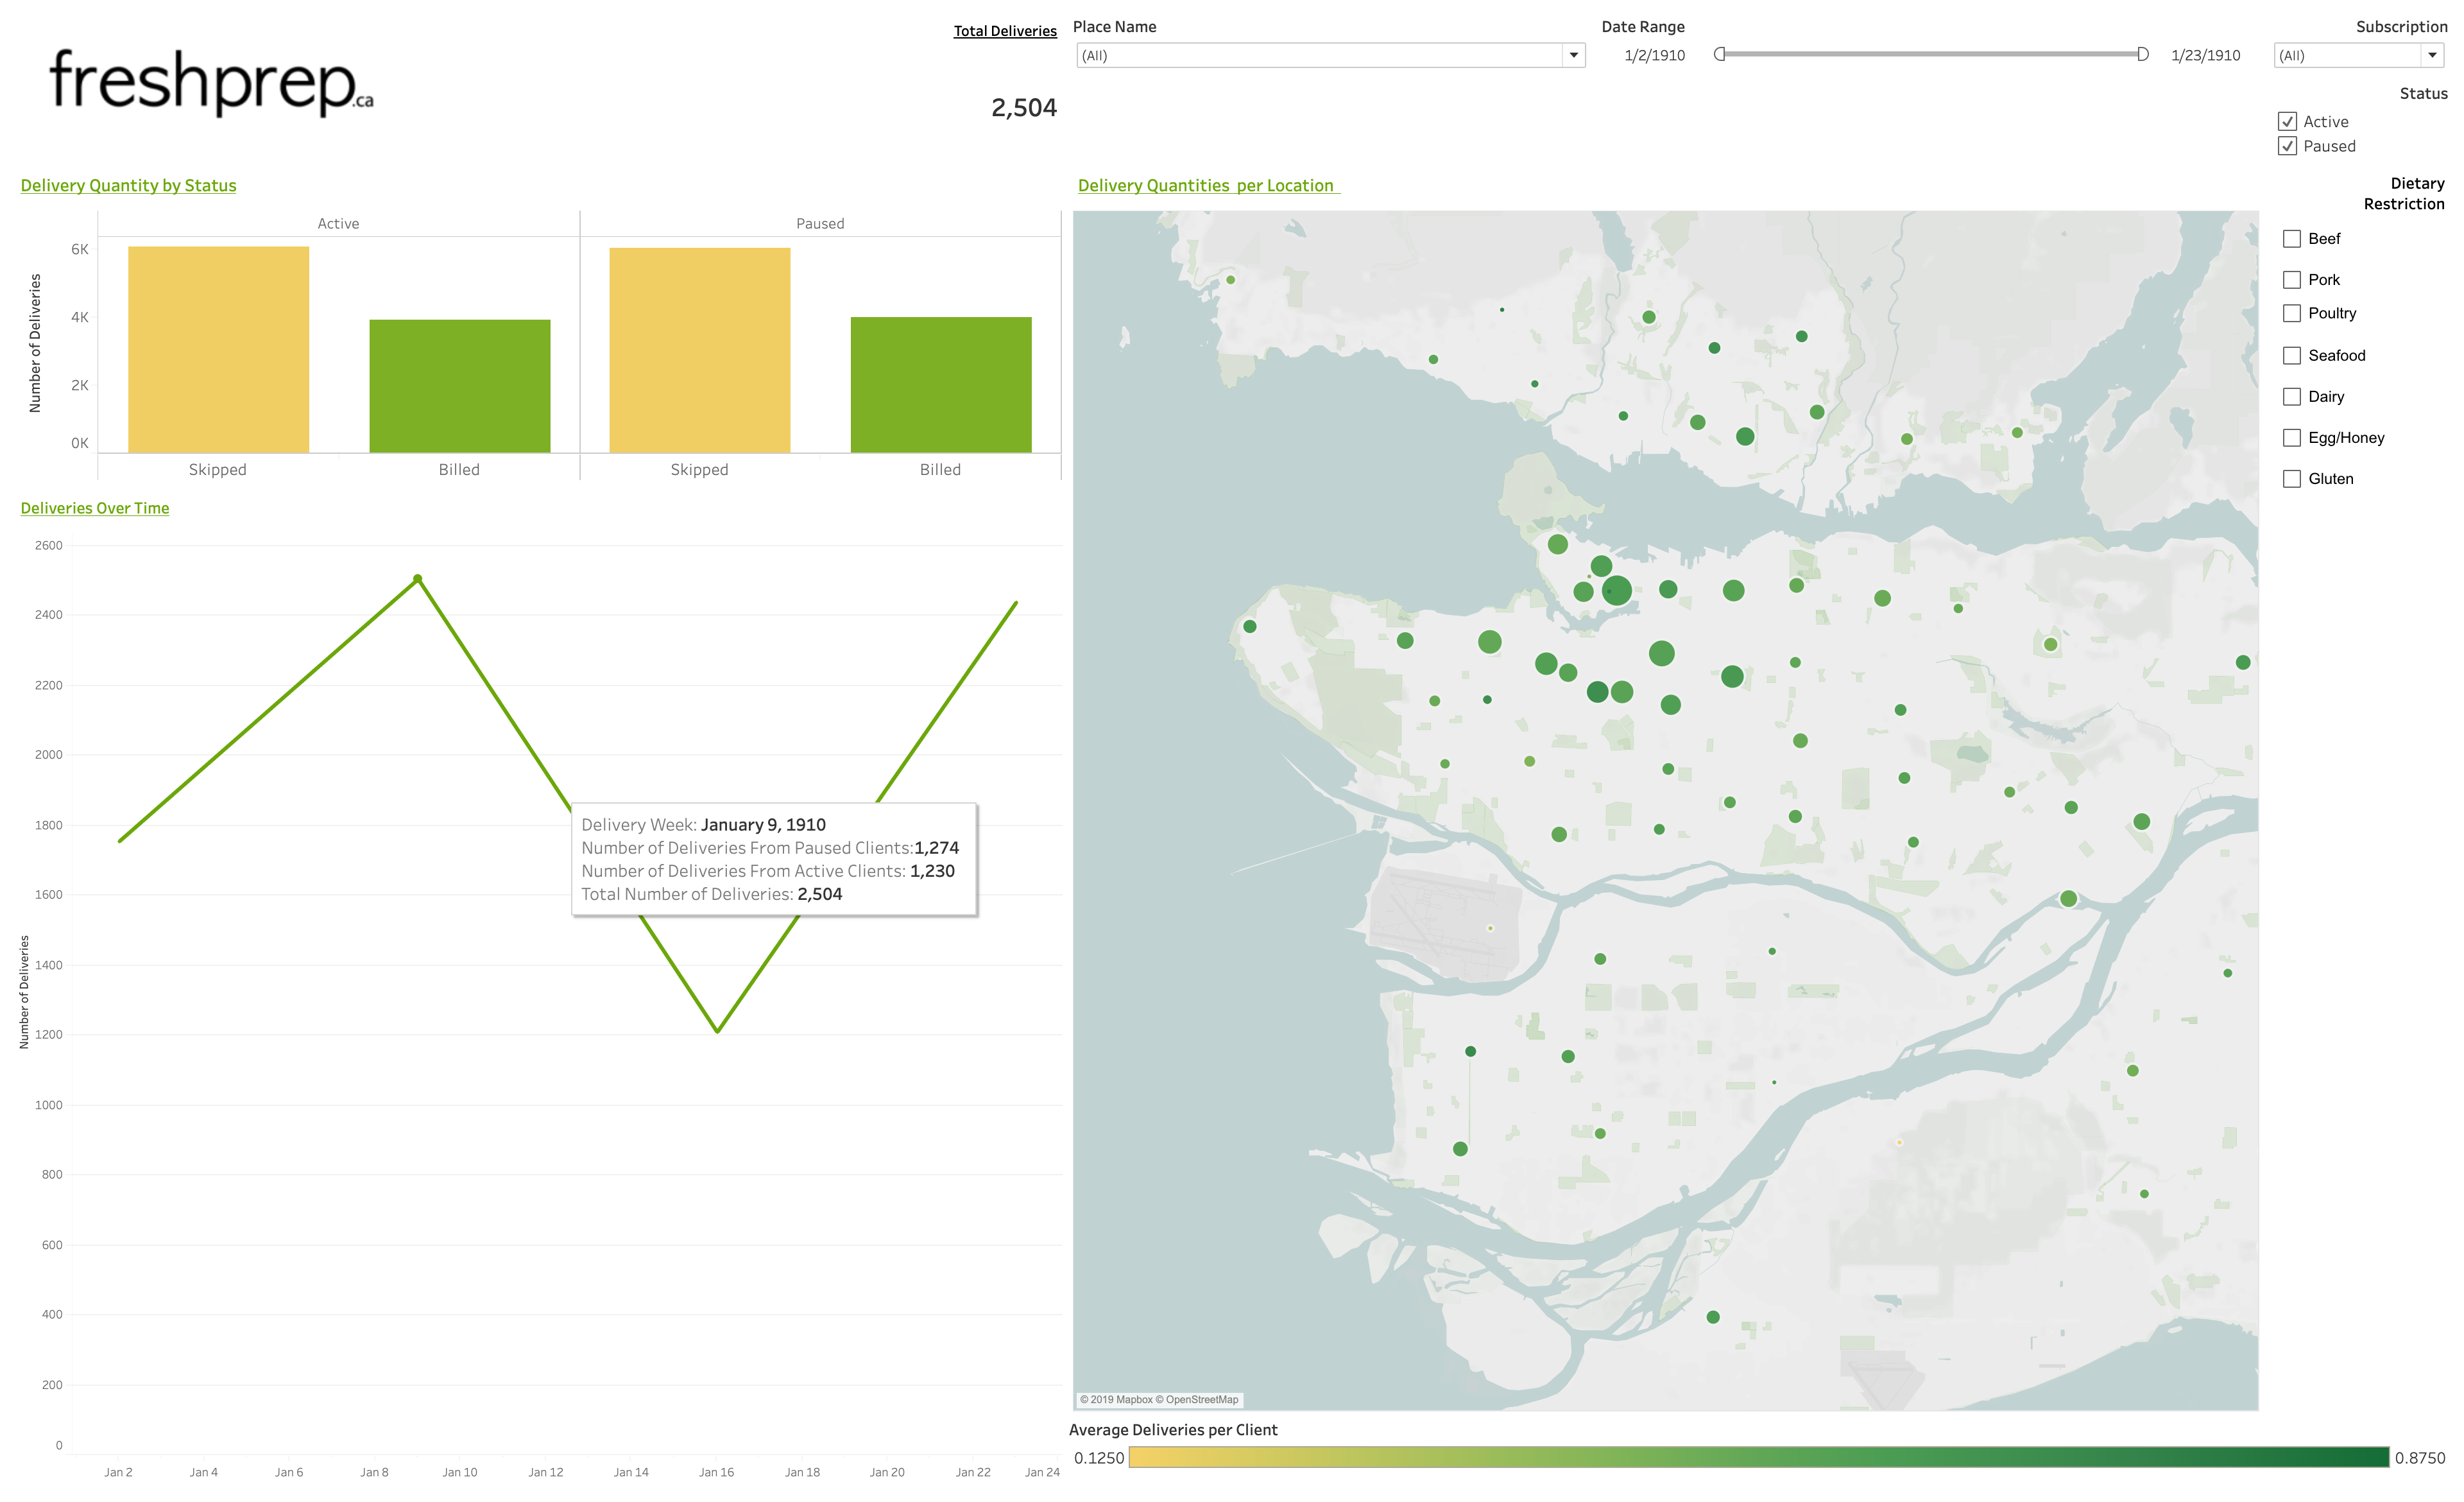 freshprep.ca
Total Deliveries
2,504
Place Name
(All)
Date Range
1/2/1910
1/23/1910
Subscription
(All)
Status
Active
Paused
Delivery Quantity by Status
Active
Paused
Number of Deliveries
6K
4K
2K
0K
Skipped
Billed
Skipped
Billed
Deliveries Over Time
Number of Deliveries
2600
2400
2200
2000
1800
1600
1400
1200
1000
800
600
400
200
0
Delivery Week: January 9, 1910
Number of Deliveries From Paused Clients:1,274
Number of Deliveries From Active Clients: 1,230
Total Number of Deliveries: 2,504
Jan 2
Jan 4
Jan 6
Jan 8
Jan 10
Jan 12
Jan 14
Jan 16
Jan 18
Jan 20
Jan 22
Jan 24
Delivery Quantities per Location
© 2019 Mapbox © OpenStreetMap
Dietary
Restriction
Beef
Pork
Poultry
Seafood
Dairy
Egg/Honey
Gluten
Average Deliveries per Client
0.1250
0.8750